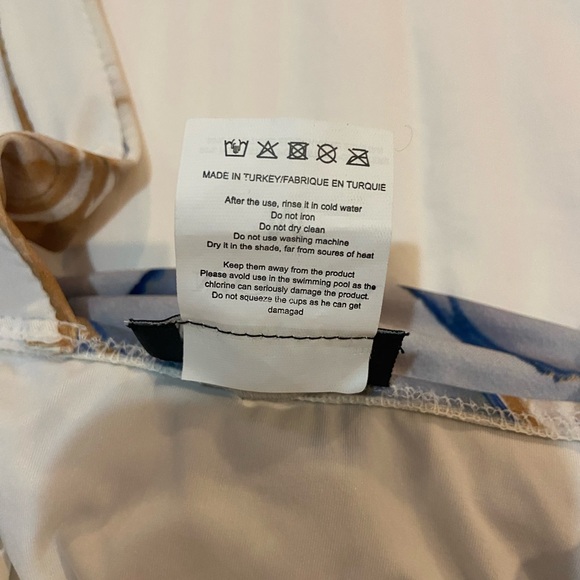 MADE IN TURKEY/FABRIQUE EN TURQUIE
After the use, rinse it in cold water
Do not iron
Do not dry clean
Do not use washing machine
Dry it in the shade, far from soures of heat
Keep them away from the product
Please avoid use in the swimming pool as the
chlorine can seriously damage the product.
Do not squeeze the cups as he can get
damagad